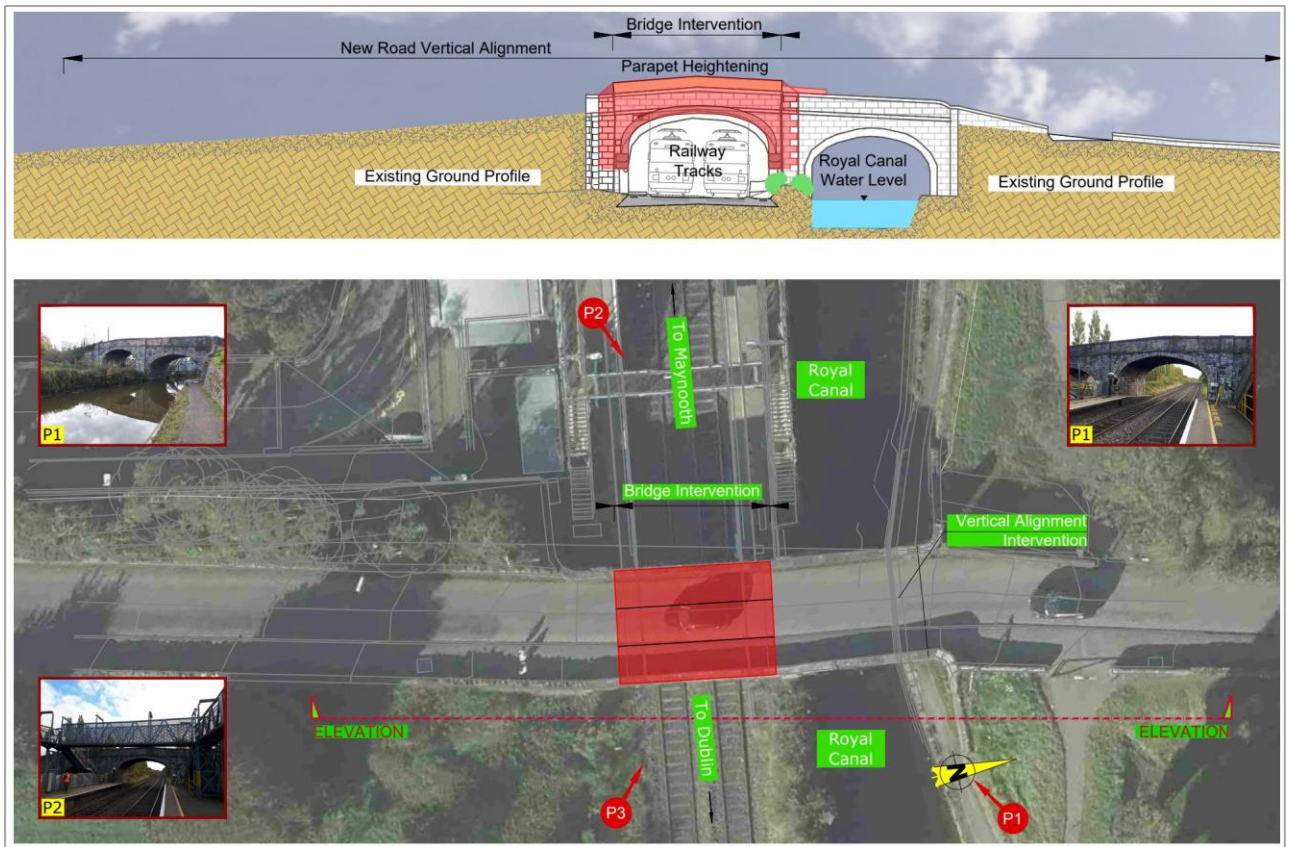 Bridge Intervention
New Road Vertical Alignment
Parapet Heightening
Railway
Tracks
Royal Canal
Water Level
Existing Ground Profile
Existing Ground Profile
P1
P2
To Maynooth
Royal
Canal
P1
Bridge Intervention
Vertical Alignment
Intervention
P2
ELEVATION
To Dublin
ELEVATION
Royal
Canal
N
P3
P1